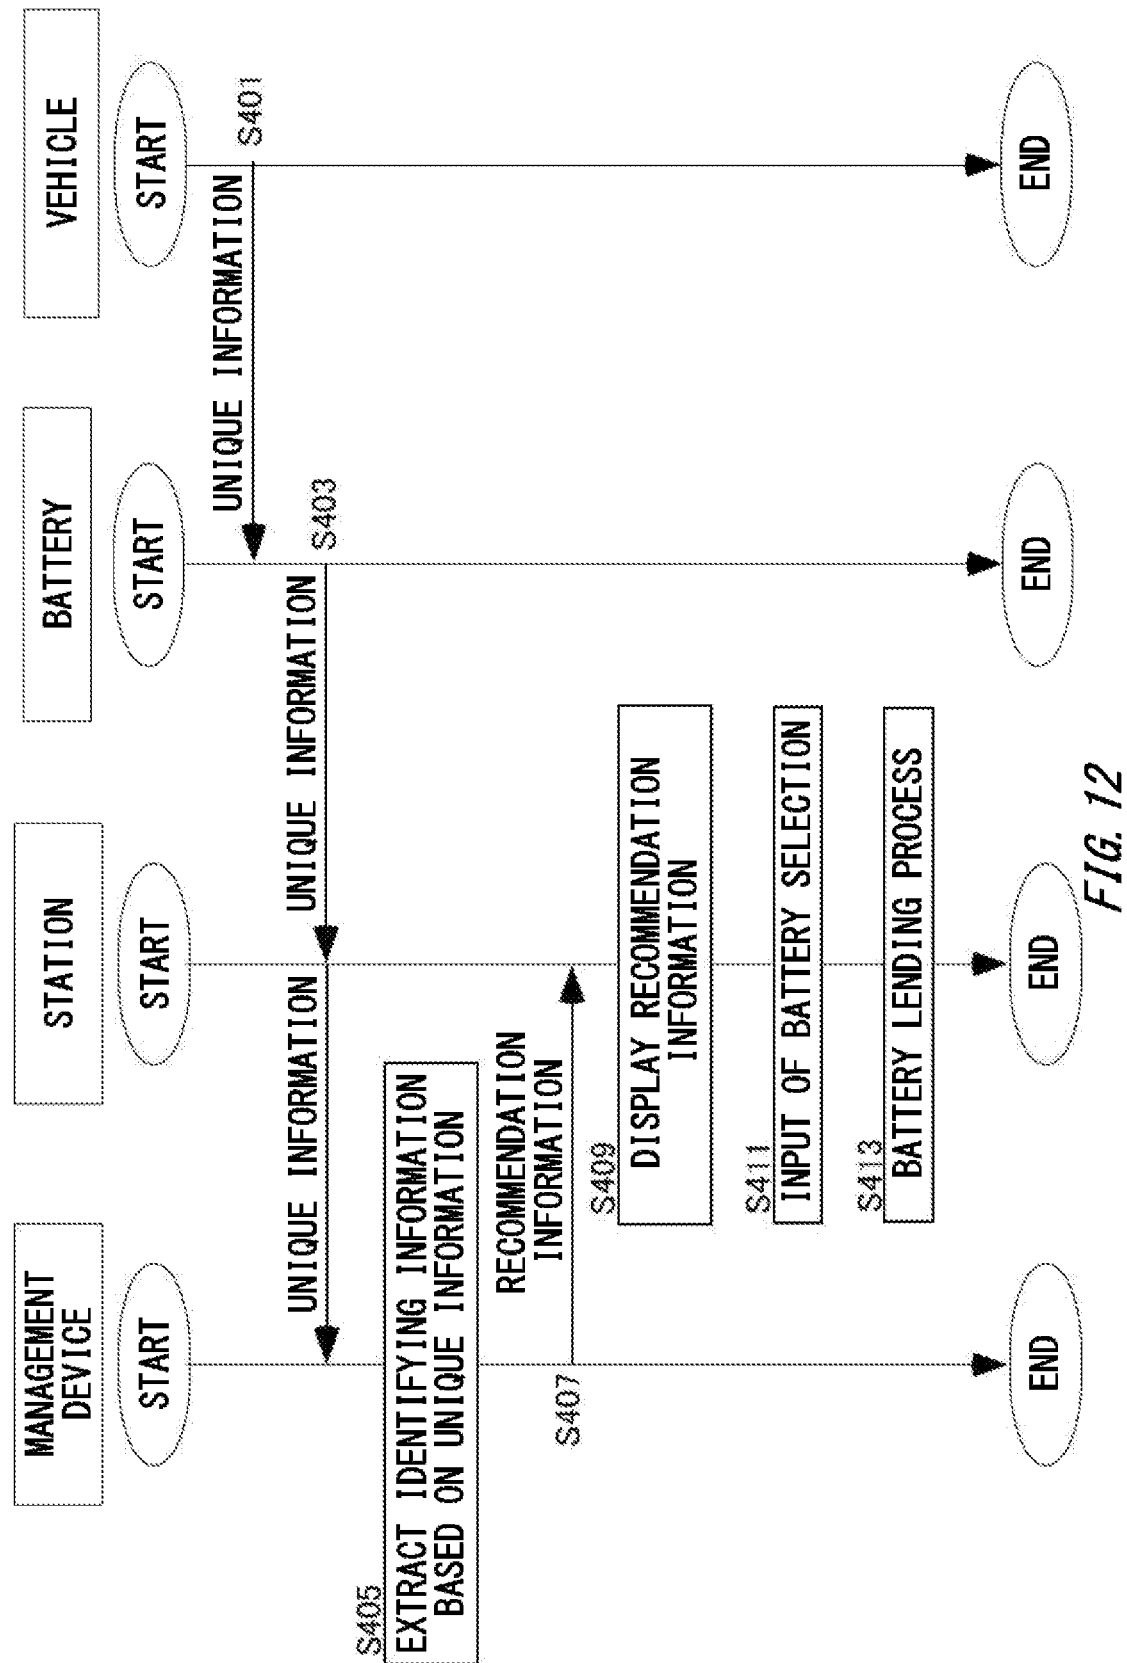 MANAGEMENT
DEVICE
STATION
BATTERY
VEHICLE
START
START
START
START
UNIQUE INFORMATION
S401
UNIQUE INFORMATION
UNIQUE INFORMATION
S403
S405
EXTRACT IDENTIFYING INFORMATION
BASED ON UNIQUE INFORMATION
RECOMMENDATION
INFORMATION
S407
S409
DISPLAY RECOMMENDATION
INFORMATION
S411
INPUT OF BATTERY SELECTION
S413
BATTERY LENDING PROCESS
END
END
END
END
FIG. 12